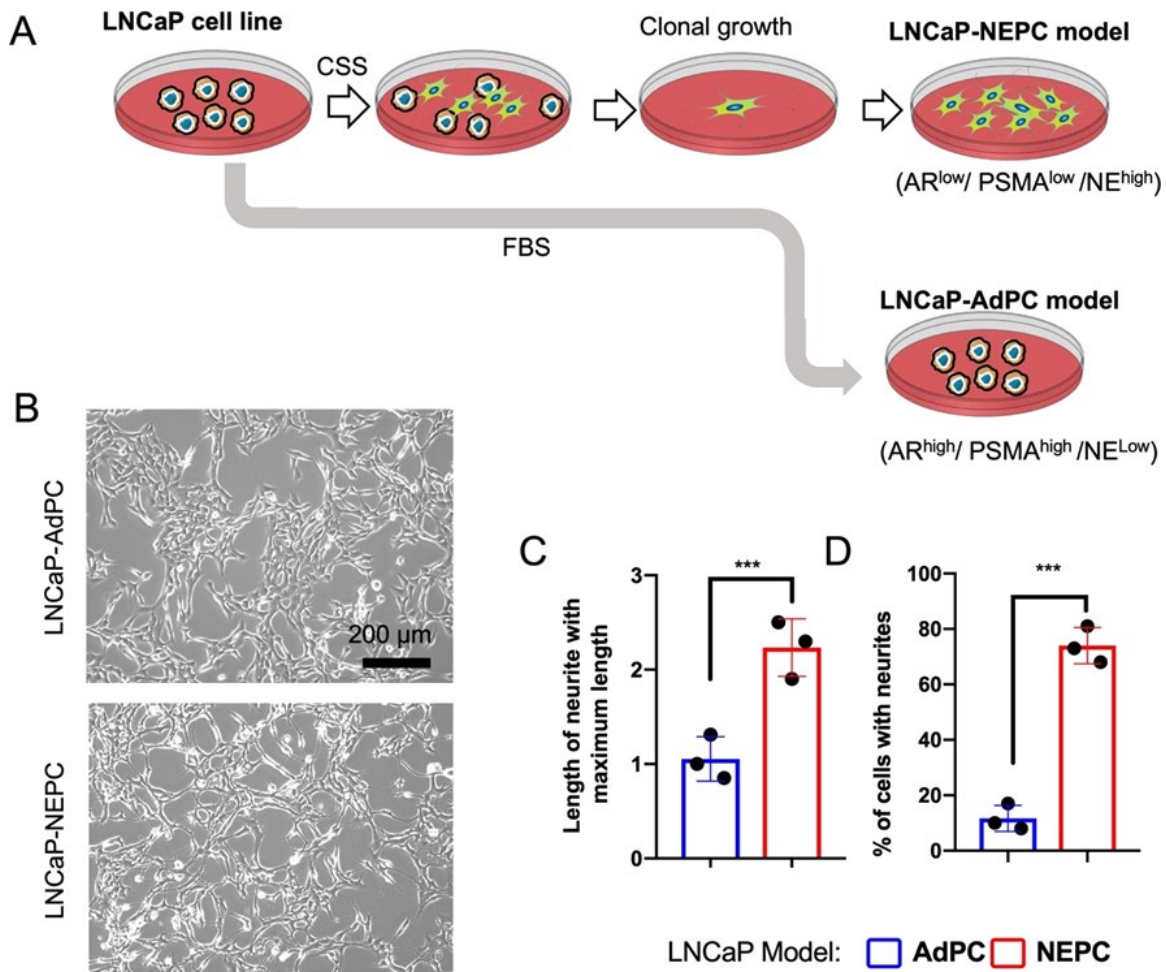 A
LNCaP cell line
CSS
Clonal growth
LNCaP-NEPC model
(AR^low/ PSMA^low /NE^high)
FBS
LNCaP-AdPC model
(AR^high/ PSMA^high /NE^Low)
B
LNCaP-AdPC
200 μm
LNCaP-NEPC
C
Length of neurite with
maximum length
3
2
1
0
***
D
% of cells with neurites
100
80
60
40
20
0
***
LNCaP Model: AdPC NEPC